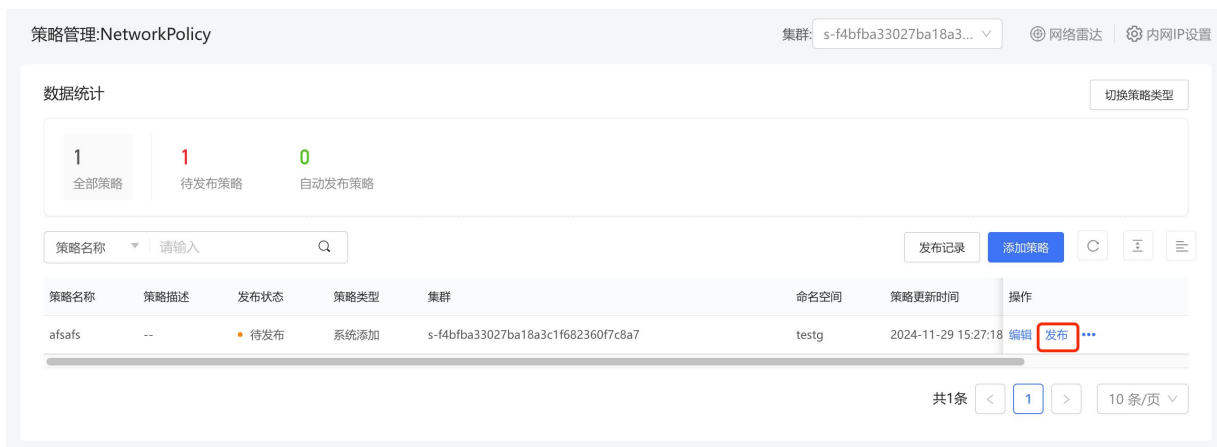 策略管理:NetworkPolicy 集群: s-f4bfba33027ba18a3... 网络雷达 内网IP设置
数据统计 切换策略类型
1 1 0
全部策略 待发布策略 自动发布策略
策略名称 请输入 发布记录 添加策略
策略名称 策略描述 发布状态 策略类型 集群 命名空间 策略更新时间 操作
afsafs -- 待发布 系统添加 s-f4bfba33027ba18a3c1f682360f7c8a7 testg 2024-11-29 15:27:18 编辑 发布 •••
共1条 < 1 > 10 条/页